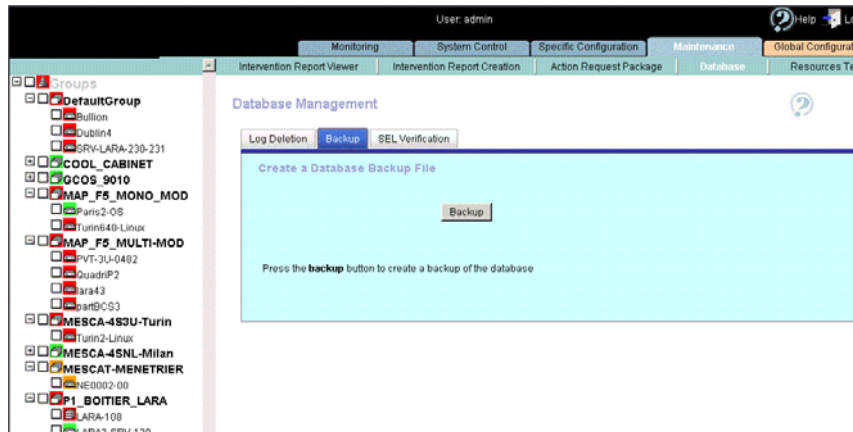 User: admin
Help Lo
Monitoring System Control Specific Configuration Maintenance Global Configurat
Intervention Report Viewer Intervention Report Creation Action Request Package Database Resources Te
Groups
DefaultGroup
Bullion
Dublin4
SRV-LARA-230-231
COOL_CABINET
GCOS_9010
MAP_F5_MONO_MOD
Paris2-OS
Turin640-Linux
MAP_F5_MULTI-MOD
PVT-3U-0482
QuadriP2
lara43
partBCS3
MESCA-4S3U-Turin
Turin2-Linux
MESCA-4SNL-Milan
MESCAT-MENETRIER
NE0002-00
P1_BOITIER_LARA
LARA-108
Database Management
Log Deletion Backup SEL Verification
Create a Database Backup File
Backup
Press the backup button to create a backup of the database